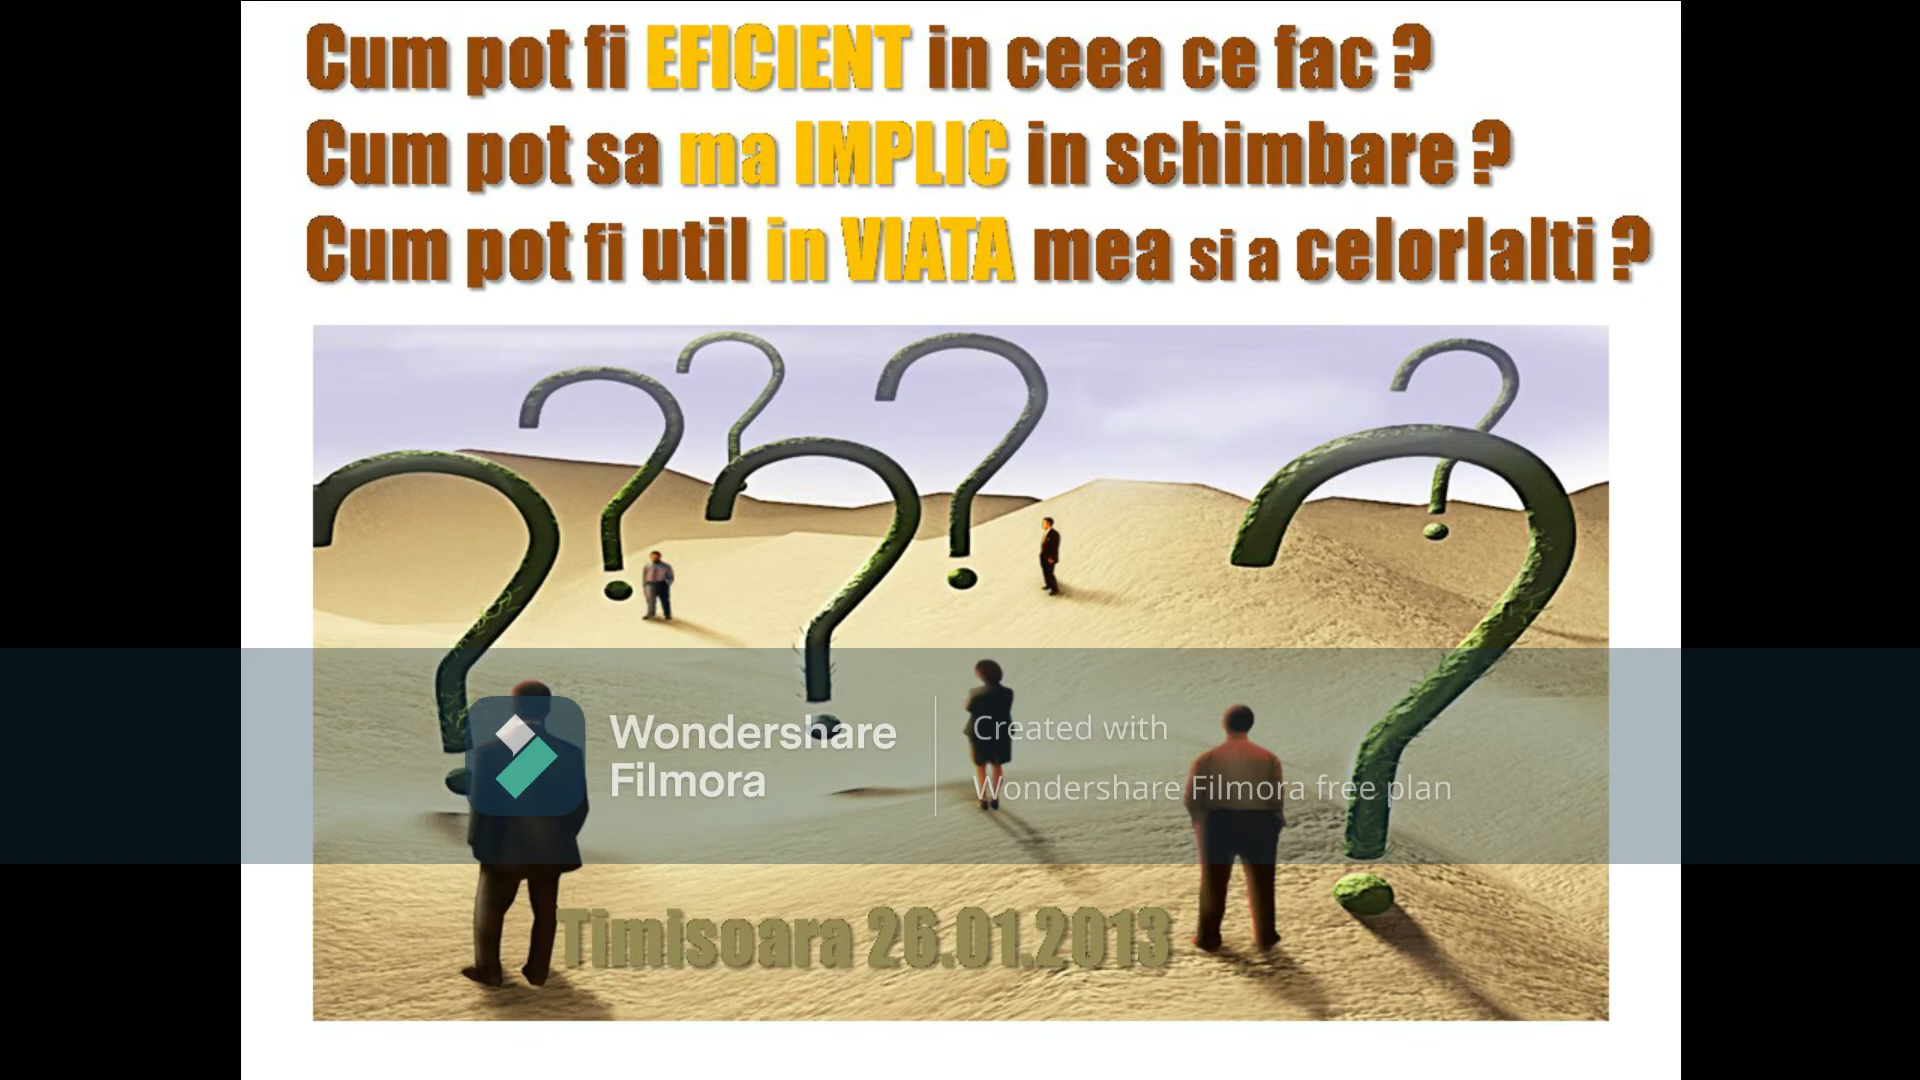 Cum pot fi EFICIENT in ceea ce fac ?
Cum pot sa ma IMPLIC in schimbare ?
Cum pot fi util in VIATA mea si a celorlalti ?
Wondershare
Filmora
Created with
Wondershare Filmora free plan
Timisoara 26.01.2013